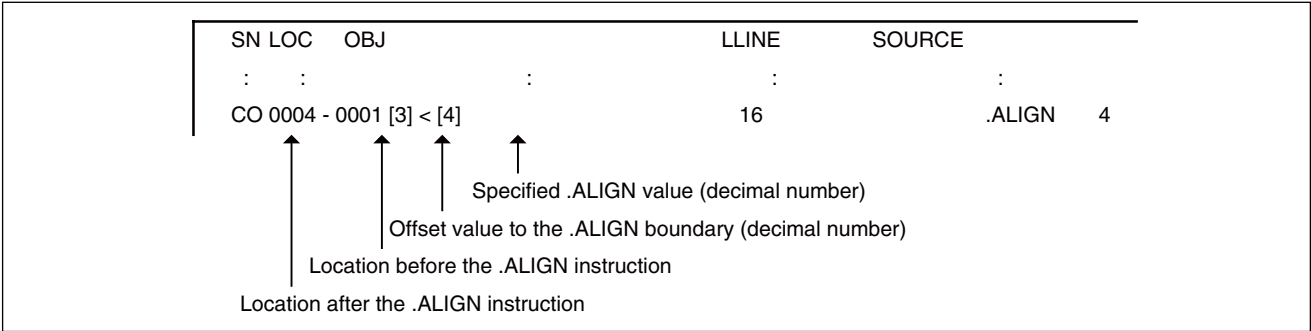 SN LOC OBJ LLINE SOURCE
: : : : :
CO 0004 - 0001 [3] < [4] 16 .ALIGN 4
Specified .ALIGN value (decimal number)
Offset value to the .ALIGN boundary (decimal number)
Location before the .ALIGN instruction
Location after the .ALIGN instruction